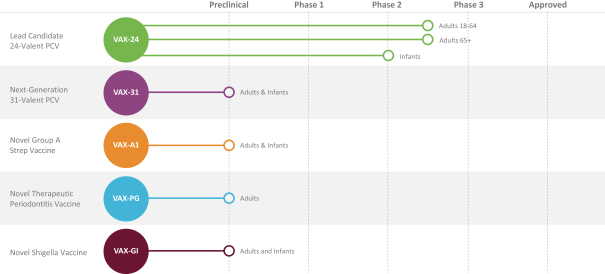 Preclinical Phase 1 Phase 2 Phase 3 Approved
Lead Candidate
24-Valent PCV
VAX-24
Adults 18-64
Adults 65+
Infants
Next-Generation
31-Valent PCV
VAX-31
Adults & Infants
Novel Group A
Strep Vaccine
VAX-A1
Adults & Infants
Novel Therapeutic
Periodontitis Vaccine
VAX-PG
Adults
Novel Shigella Vaccine
VAX-GI
Adults and Infants